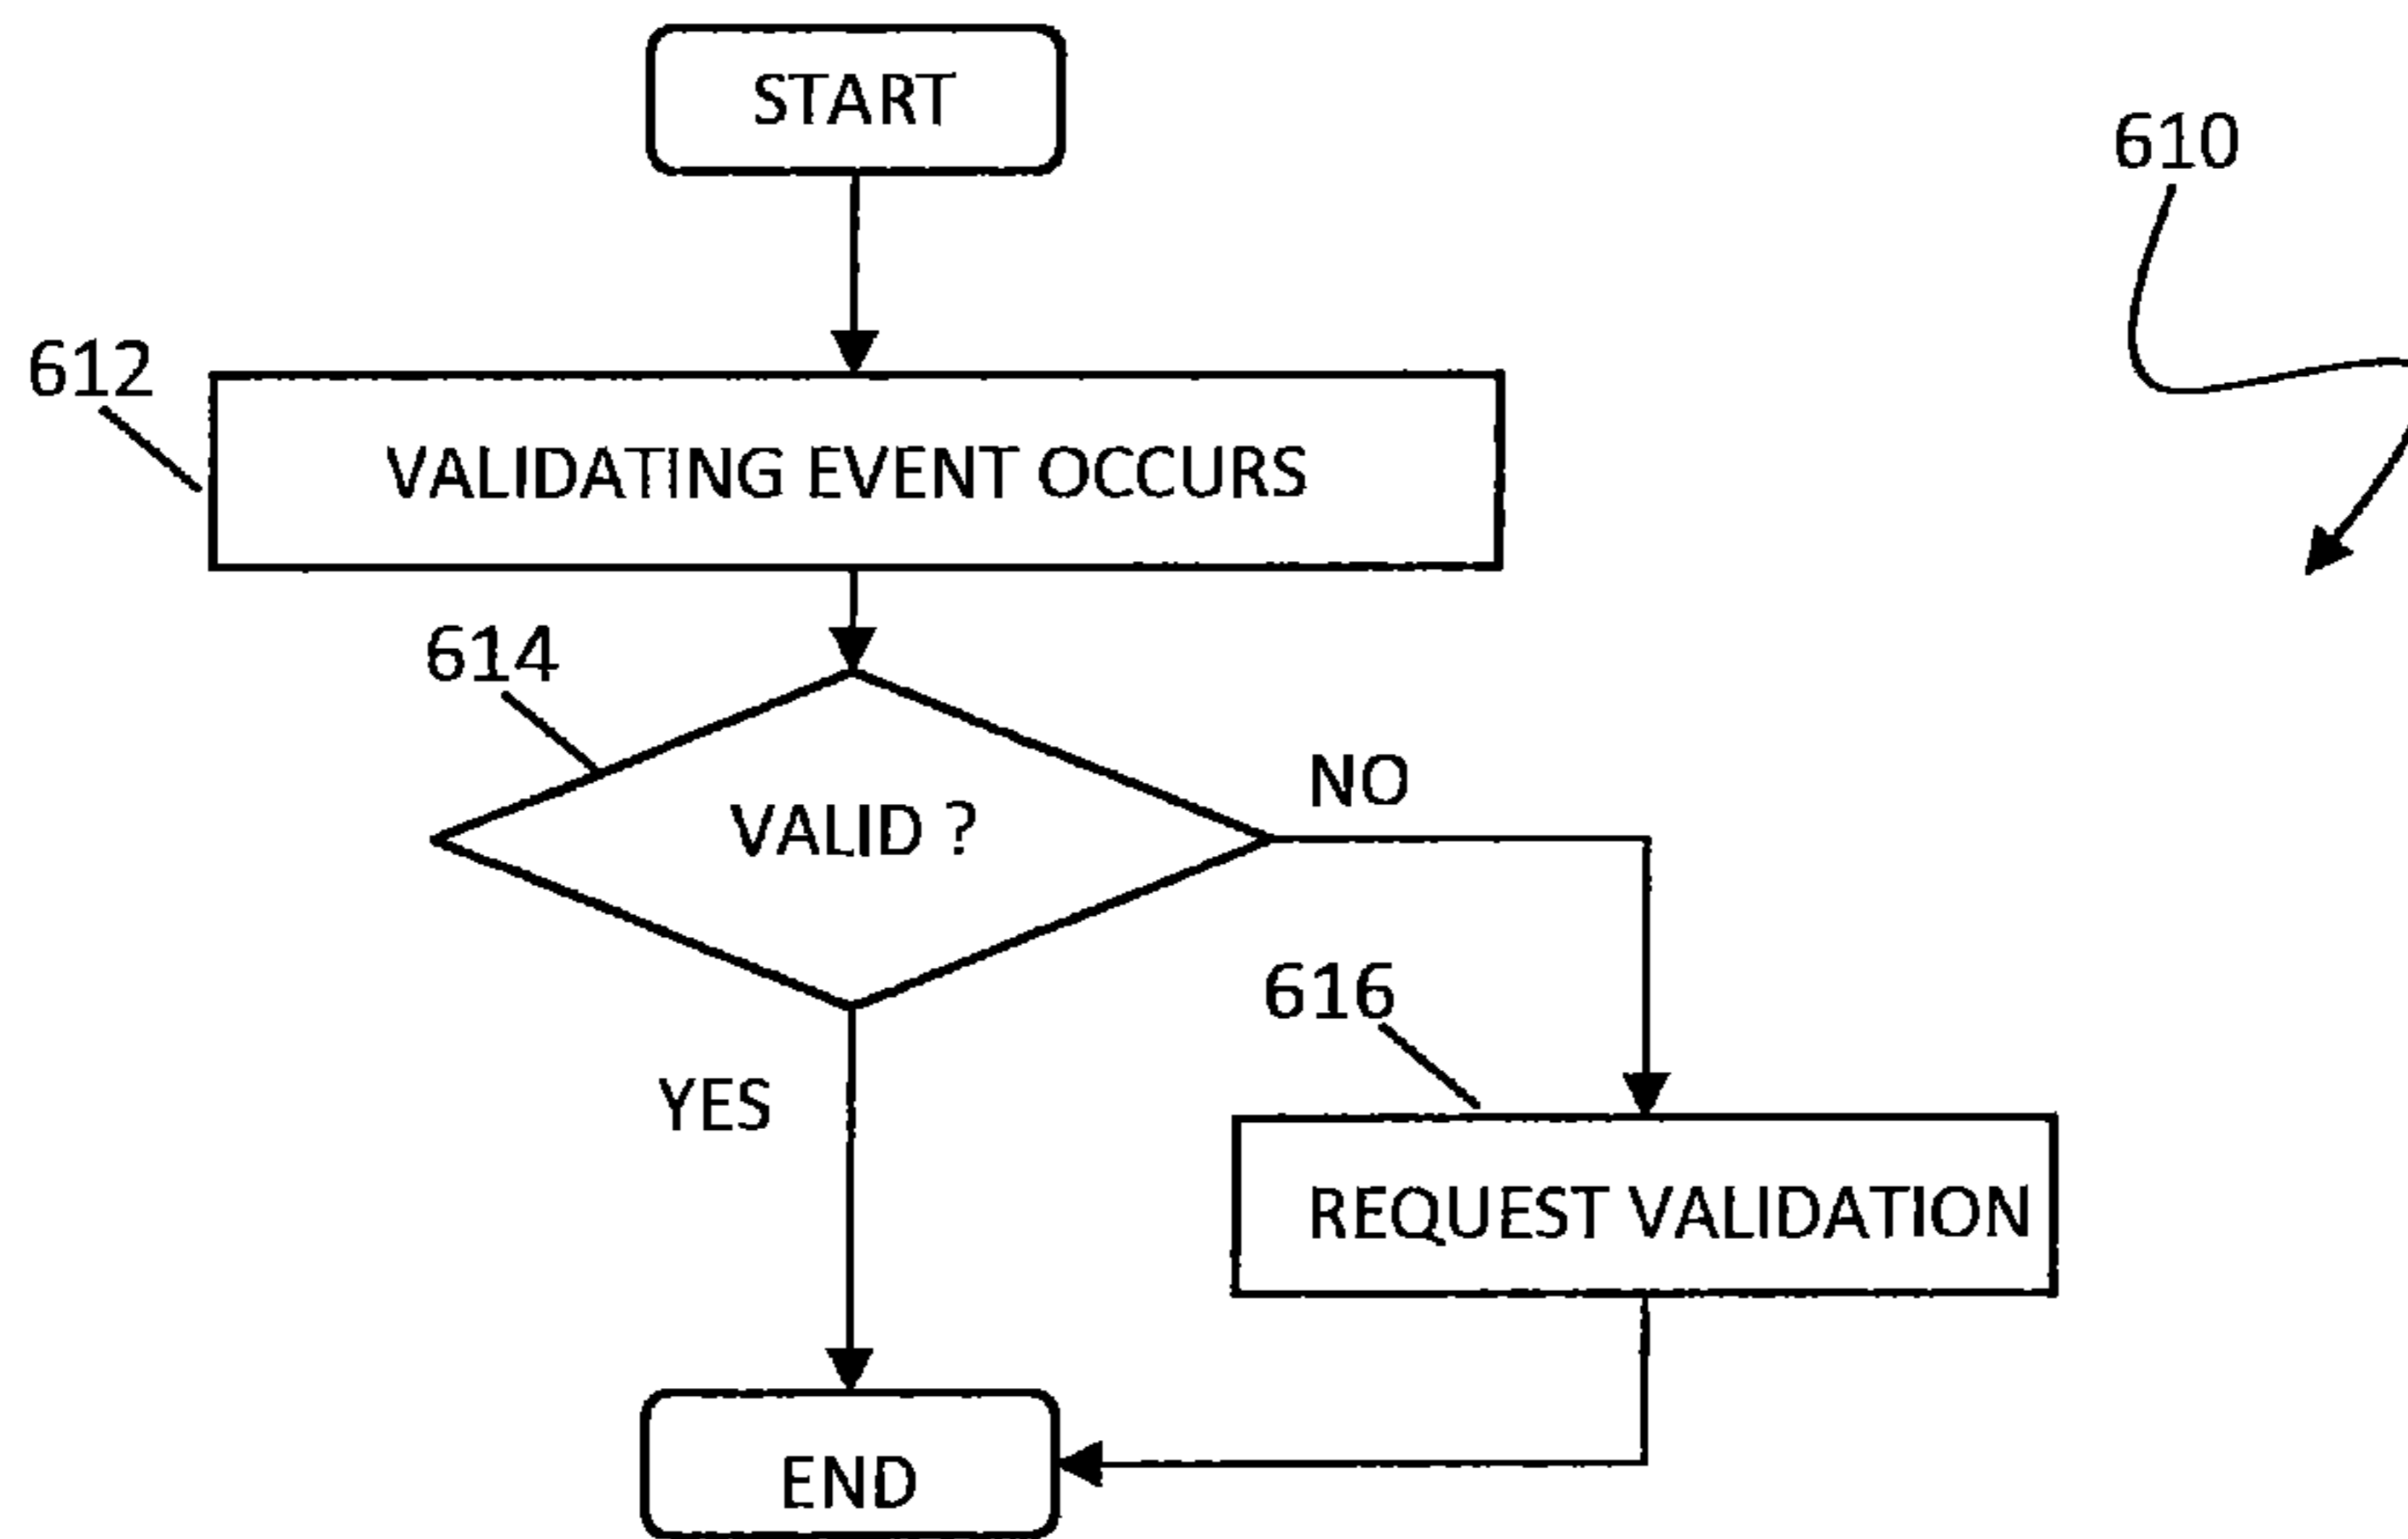 START
610
612
VALIDATING EVENT OCCURS
614
VALID ?
NO
616
YES
REQUEST VALIDATION
END